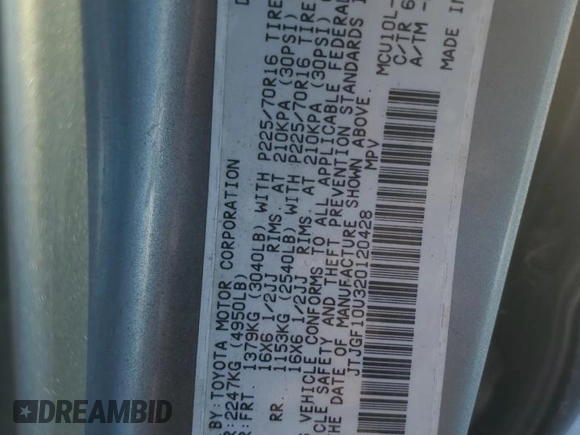 BY:TOYOTA MOTOR CORPORATION
2247KG (4950LB)
FRT. 1379KG (3040LB) WITH P225/70R16 TIRE
16X6 1/2JJ RIMS. AT 210KPA (30PSI)
RR. 1153KG (2540LB) WITH P225/70R16 TIRE
16X6 1/2JJ RIMS. AT 210KPA (30PSI)
VEHICLE CONFORMS TO ALL APPLICABLE FEDERAL
SAFETY AND THEFT PREVENTION STANDARDS
THE DATE OF MANUFACTURE SHOWN ABOVE.
JTJGF10U320120428 MPV
MCU10L-
C/TR
A/TM -
MADE IN
DREAMBID